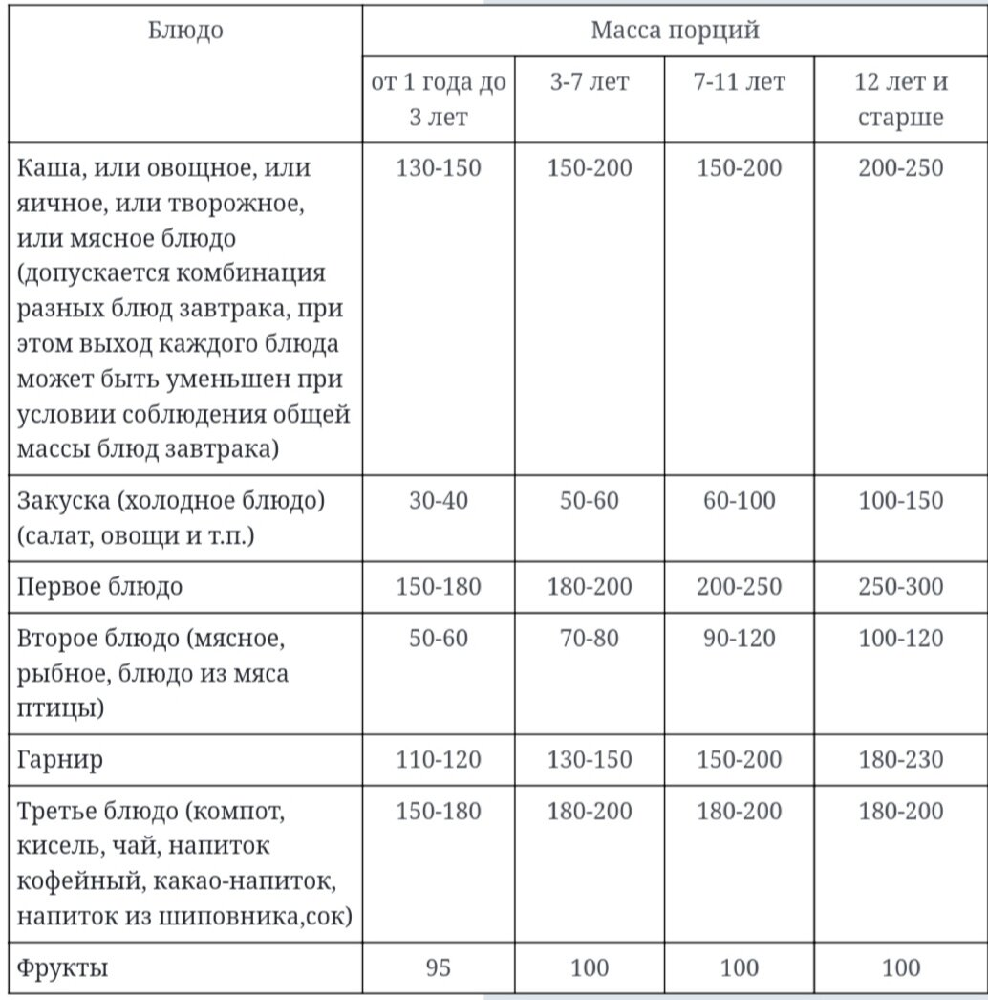 Блюдо
Масса порций
от 1 года до
3 лет
3-7 лет
7-11 лет
12 лет и
старше
Каша, или овощное, или
яичное, или творожное,
или мясное блюдо
(допускается комбинация
разных блюд завтрака, при
этом выход каждого блюда
может быть уменьшен при
условии соблюдения общей
массы блюд завтрака)
130-150
150-200
150-200
200-250
Закуска (холодное блюдо)
(салат, овощи и т.п.)
30-40
50-60
60-100
100-150
Первое блюдо
150-180
180-200
200-250
250-300
Второе блюдо (мясное,
рыбное, блюдо из мяса
птицы)
50-60
70-80
90-120
100-120
Гарнир
110-120
130-150
150-200
180-230
Третье блюдо (компот,
кисель, чай, напиток
кофейный, какао-напиток,
напиток из шиповника,сок)
150-180
180-200
180-200
180-200
Фрукты
95
100
100
100